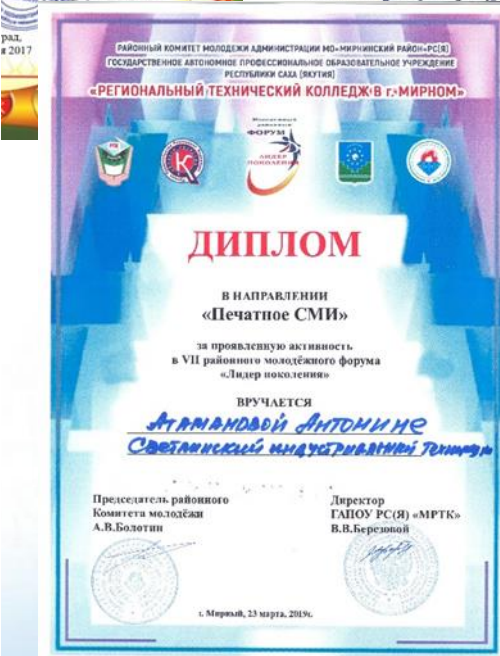 рад,
я 2017
РАЙОННЫЙ КОМИТЕТ МОЛОДЕЖИ АДМИНИСТРАЦИИ МО«МИРНИНСКИЙ РАЙОН»РС(Я)
ГОСУДАРСТВЕННОЕ АВТОНОМНОЕ ПРОФЕССИОНАЛЬНОЕ ОБРАЗОВАТЕЛЬНОЕ УЧРЕЖДЕНИЕ
РЕСПУБЛИКИ САХА (ЯКУТИЯ)
«РЕГИОНАЛЬНЫЙ ТЕХНИЧЕСКИЙ КОЛЛЕДЖ В г. МИРНОМ»
ФОРУМ
ЛИДЕР
ПОКОЛЕНИЯ
ДИПЛОМ
В НАПРАВЛЕНИИ
«Печатное СМИ»
за проявленную активность
в VII районного молодёжного форума
«Лидер поколения»
ВРУЧАЕТСЯ
Атамановой Антонине
Светлинский индустриальный
Председатель районного
Комитета молодёжи
А.В.Болотин
Директор
ГАПОУ РС(Я) «МРТК»
В.В.Березовой
г. Мирный, 23 марта, 2019г.